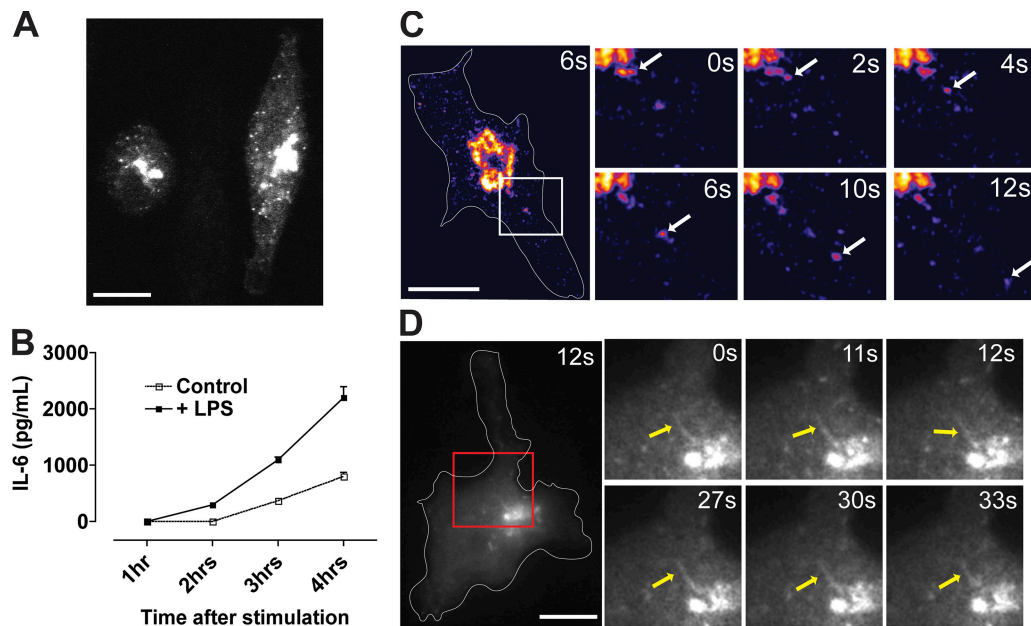 A
B
3000
2000
1000
0
IL-6 (pg/mL)
Control
+ LPS
1hr
2hrs
3hrs
4hrs
Time after stimulation
C
6s
0s
2s
4s
6s
10s
12s
D
12s
0s
11s
12s
27s
30s
33s